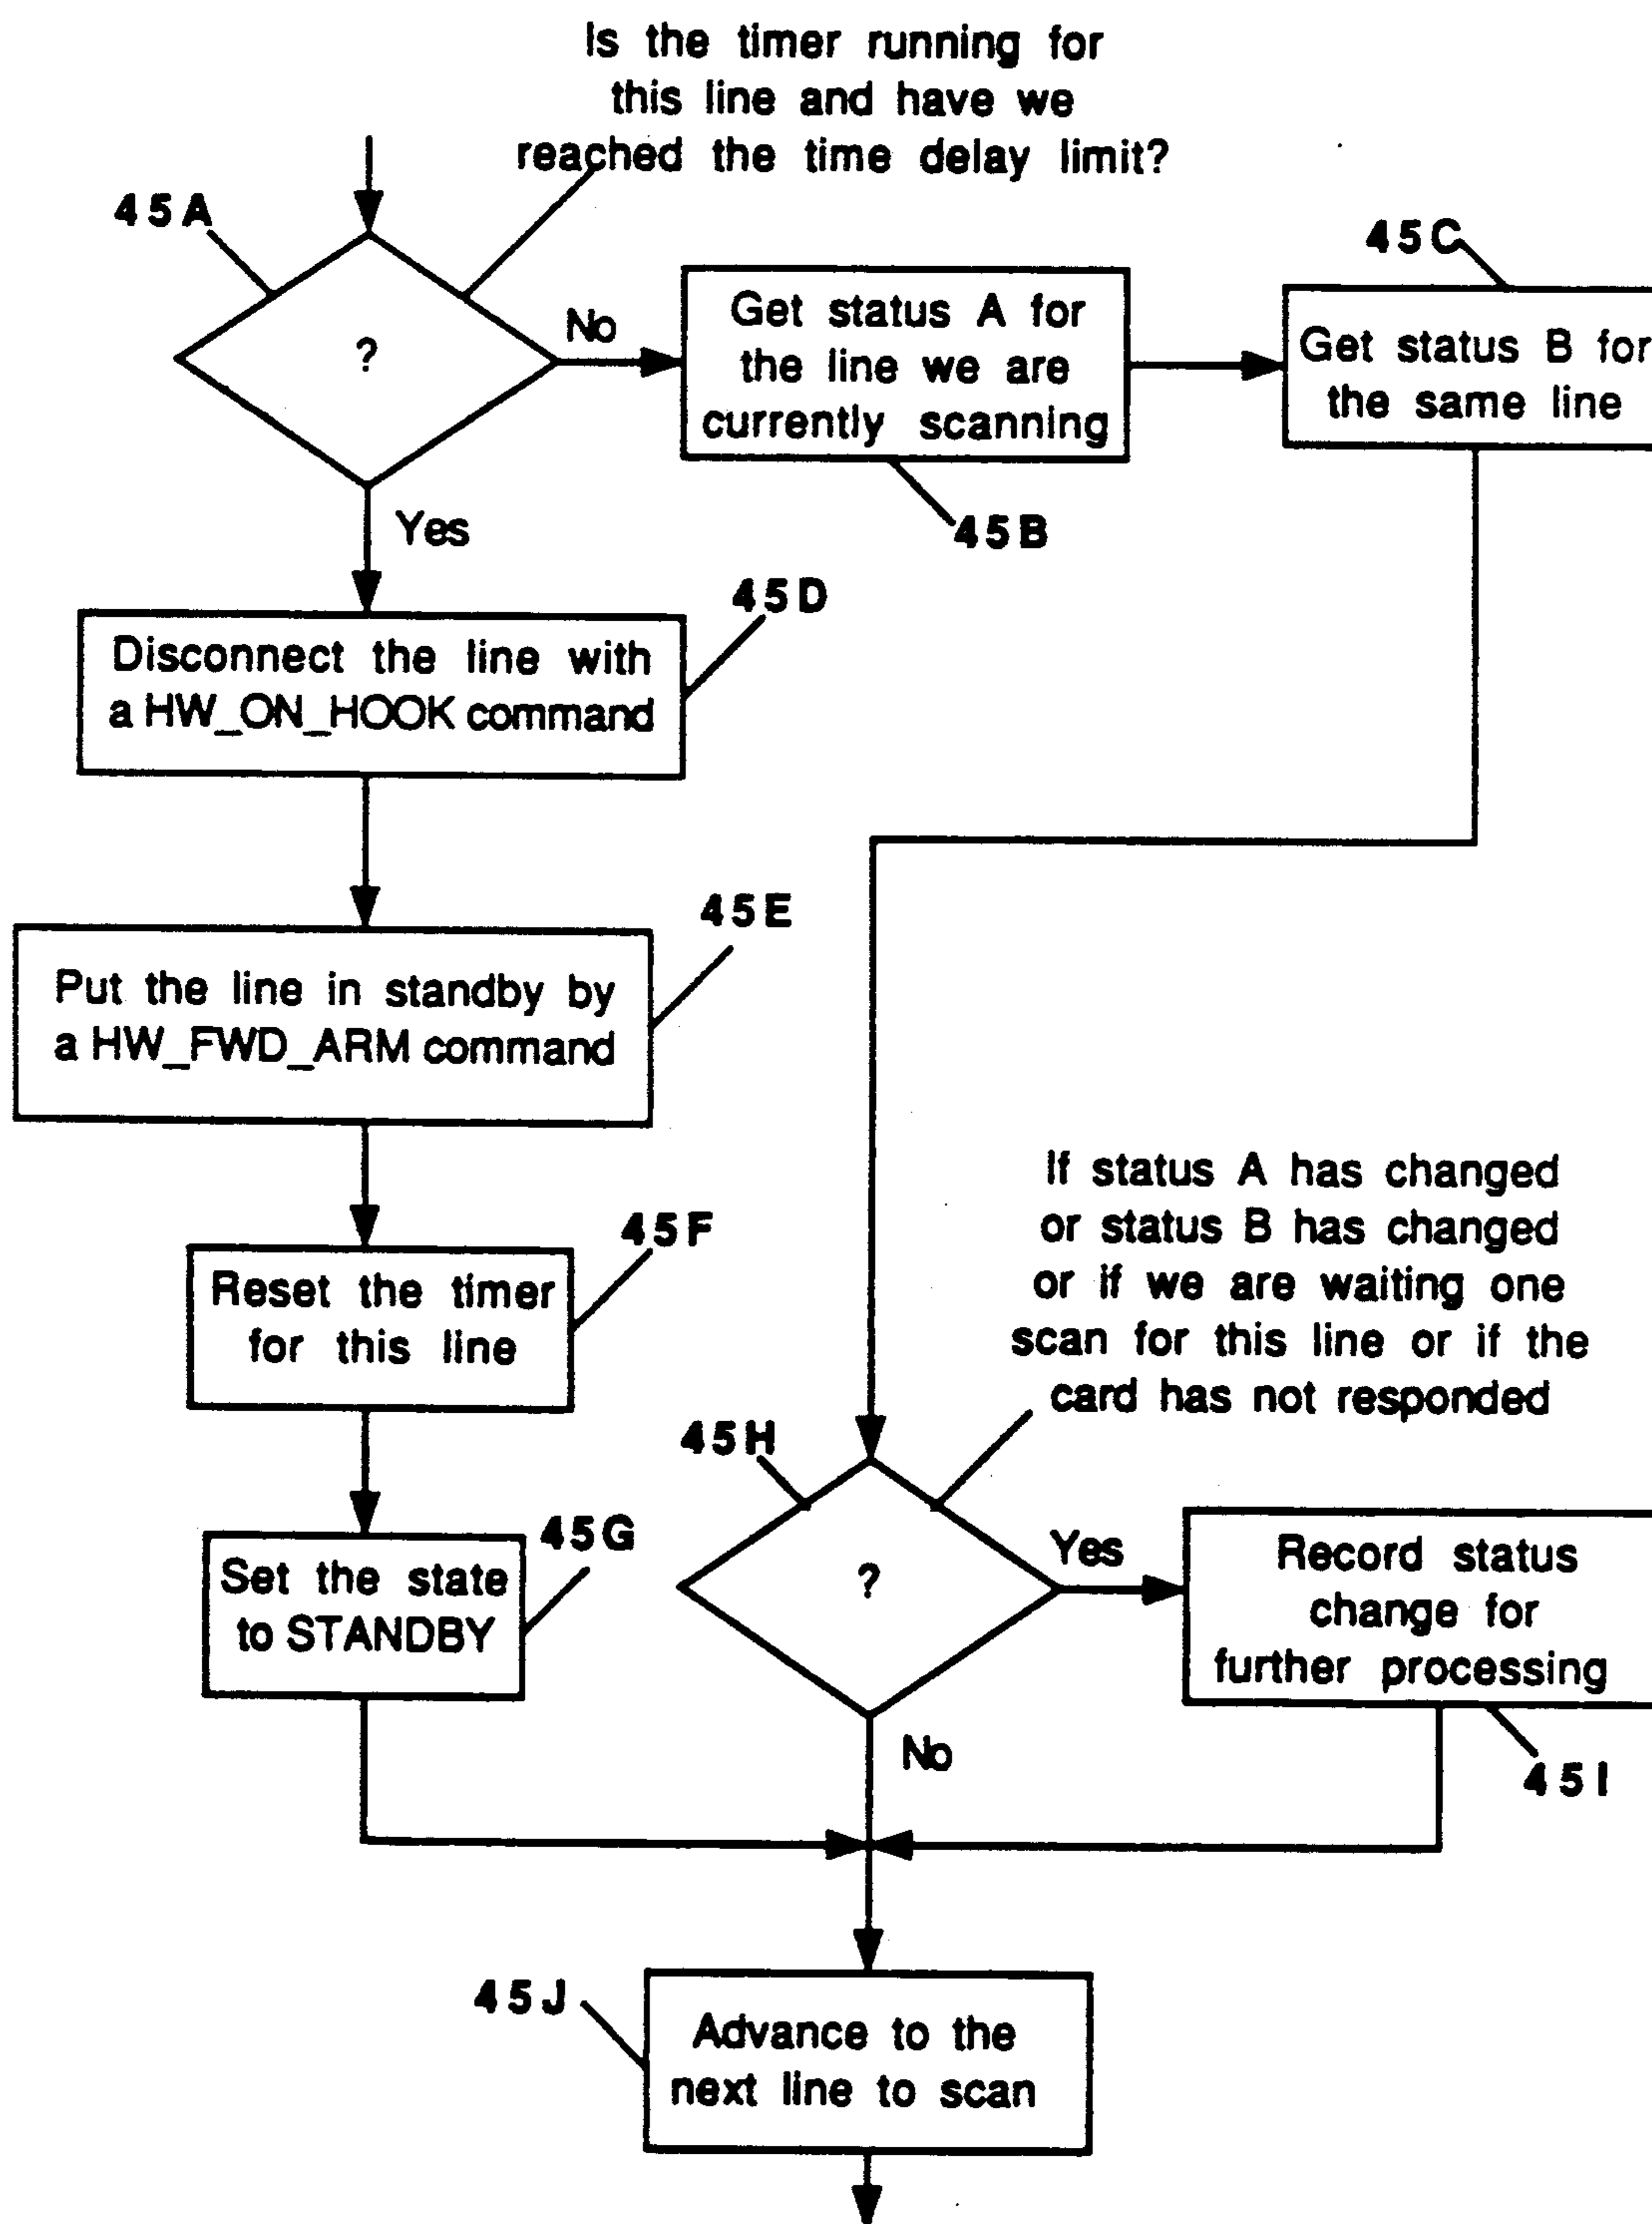 Is the timer running for
this line and have we
reached the time delay limit?
45A
?
No
Get status A for
the line we are
currently scanning
45B
45C
Get status B for
the same line
Yes
45D
Disconnect the line with
a HW_ON_HOOK command
45E
Put the line in standby by
a HW_FWD_ARM command
45F
Reset the timer
for this line
45G
Set the state
to STANDBY
If status A has changed
or status B has changed
or if we are waiting one
scan for this line or if the
card has not responded
45H
?
Yes
Record status
change for
further processing
45I
No
45J
Advance to the
next line to scan